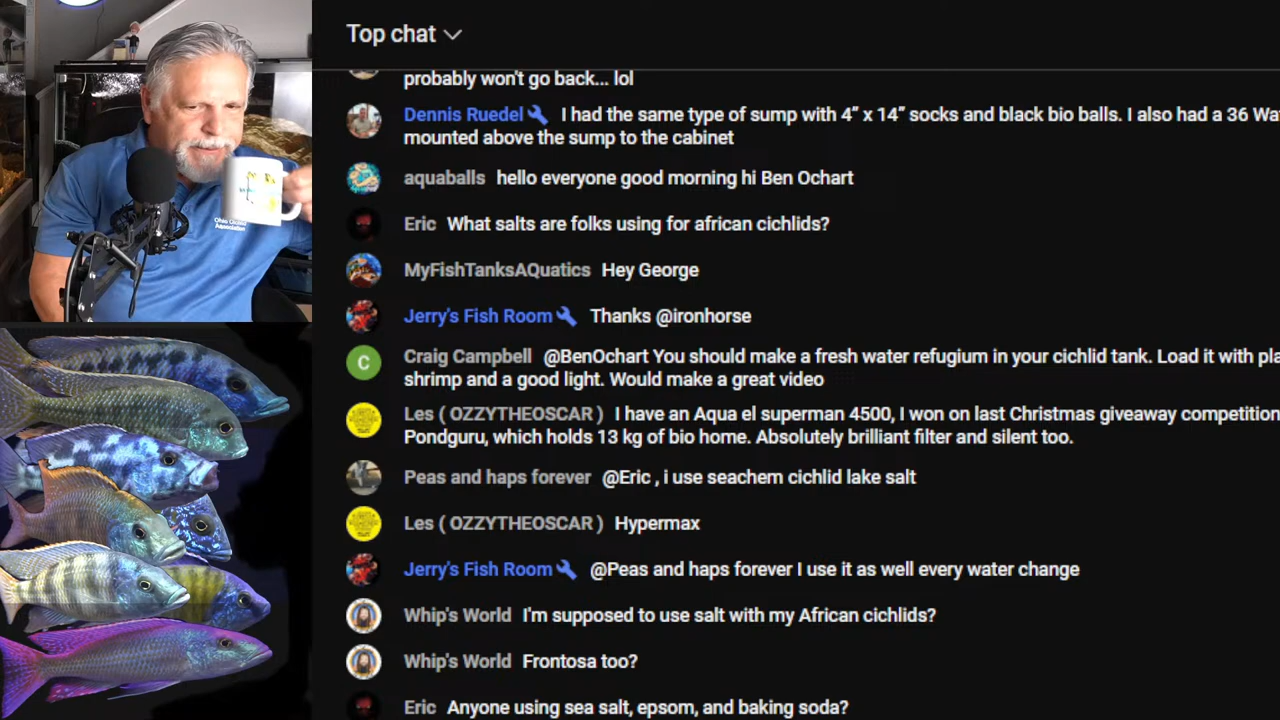 Top chat
probably won't go back... lol
Dennis Ruedel I had the same type of sump with 4” x 14” socks and black bio balls. I also had a 36 Wa
mounted above the sump to the cabinet
aquaballs hello everyone good morning hi Ben Ochart
Eric What salts are folks using for african cichlids?
MyFishTanksAQuatics Hey George
Jerry's Fish Room Thanks @ironhorse
C Craig Campbell @BenOchart You should make a fresh water refugium in your cichlid tank. Load it with pla
shrimp and a good light. Would make a great video
Les ( OZZYTHEOSCAR ) I have an Aqua el superman 4500, I won on last Christmas giveaway competition
Pondguru, which holds 13 kg of bio home. Absolutely brilliant filter and silent too.
Peas and haps forever @Eric , i use seachem cichlid lake salt
Les ( OZZYTHEOSCAR ) Hypermax
Jerry's Fish Room @Peas and haps forever I use it as well every water change
Whip's World I'm supposed to use salt with my African cichlids?
Whip's World Frontosa too?
Eric Anyone using sea salt, epsom, and baking soda?
Ohio Cichlid
Association